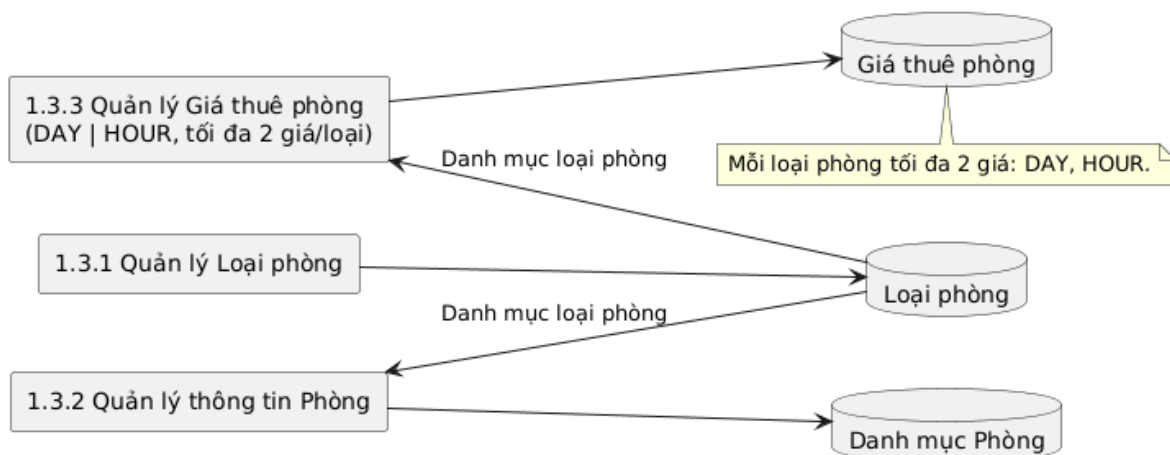 Giá thuê phòng
1.3.3 Quản lý Giá thuê phòng
(DAY | HOUR, tối đa 2 giá/loại)
Danh mục loại phòng
Mỗi loại phòng tối đa 2 giá: DAY, HOUR.
1.3.1 Quản lý Loại phòng
Loại phòng
Danh mục loại phòng
1.3.2 Quản lý thông tin Phòng
Danh mục Phòng